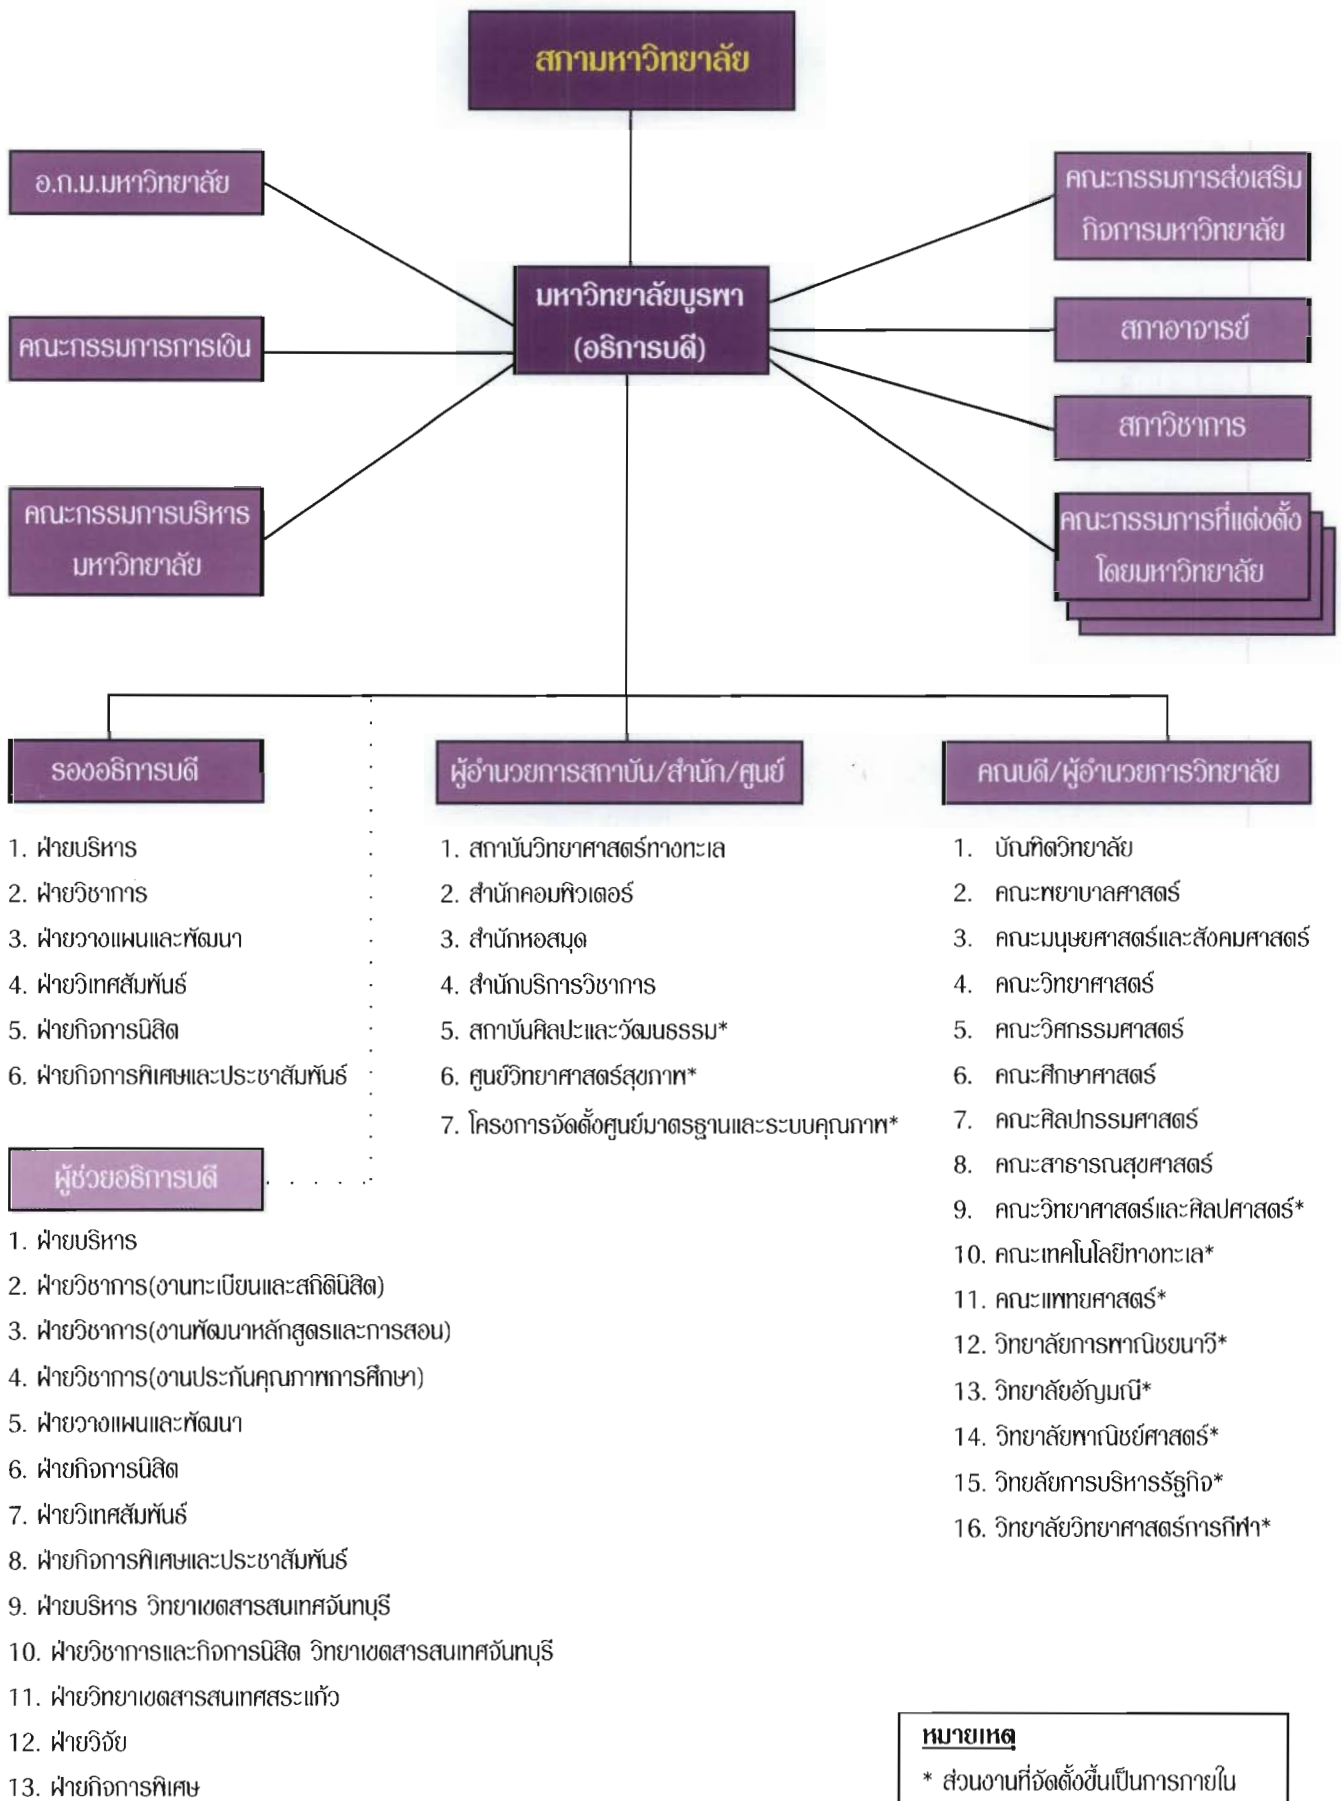 สภามหาวิทยาลัย
อ.ก.ม.มหาวิทยาลัย
คณะกรรมการการเงิน
คณะกรรมการบริหาร
มหาวิทยาลัย
มหาวิทยาลัยบูรพา
(อธิการบดี)
คณะกรรมการส่งเสริม
กิจการมหาวิทยาลัย
สภาอาจารย์
สภาวิชาการ
คณะกรรมการที่แต่งตั้ง
โดยมหาวิทยาลัย
รองอธิการบดี
1. ฝ่ายบริหาร
2. ฝ่ายวิชาการ
3. ฝ่ายวางแผนและพัฒนา
4. ฝ่ายวิเทศสัมพันธ์
5. ฝ่ายกิจการนิสิต
6. ฝ่ายกิจการพิเศษและประชาสัมพันธ์
ผู้ช่วยอธิการบดี
1. ฝ่ายบริหาร
2. ฝ่ายวิชาการ(งานทะเบียนและสถิตินิสิต)
3. ฝ่ายวิชาการ(งานพัฒนาหลักสูตรและการสอน)
4. ฝ่ายวิชาการ(งานประกันคุณภาพการศึกษา)
5. ฝ่ายวางแผนและพัฒนา
6. ฝ่ายกิจการนิสิต
7. ฝ่ายวิเทศสัมพันธ์
8. ฝ่ายกิจการพิเศษและประชาสัมพันธ์
9. ฝ่ายบริหาร วิทยาเขตสารสนเทศจันทบุรี
10. ฝ่ายวิชาการและกิจการนิสิต วิทยาเขตสารสนเทศจันทบุรี
11. ฝ่ายวิทยาเขตสารสนเทศสระแก้ว
12. ฝ่ายวิจัย
13. ฝ่ายกิจการพิเศษ
ผู้อำนวยการสถาบัน/สำนัก/ศูนย์
1. สถาบันวิทยาศาสตร์ทางทะเล
2. สำนักคอมพิวเตอร์
3. สำนักหอสมุด
4. สำนักบริการวิชาการ
5. สถาบันศิลปะและวัฒนธรรม*
6. ศูนย์วิทยาศาสตร์สุขภาพ*
7. โครงการจัดตั้งศูนย์มาตรฐานและระบบคุณภาพ*
คณบดี/ผู้อำนวยการวิทยาลัย
1. บัณฑิตวิทยาลัย
2. คณะพยาบาลศาสตร์
3. คณะมนุษยศาสตร์และสังคมศาสตร์
4. คณะวิทยาศาสตร์
5. คณะวิศกรรมศาสตร์
6. คณะศึกษาศาสตร์
7. คณะศิลปกรรมศาสตร์
8. คณะสาธารณสุขศาสตร์
9. คณะวิทยาศาสตร์และศิลปศาสตร์*
10. คณะเทคโนโลยีทางทะเล*
11. คณะแพทยศาสตร์*
12. วิทยาลัยการพาณิชยนาวี*
13. วิทยาลัยอัญมณี*
14. วิทยาลัยพาณิชย์ศาสตร์*
15. วิทยลัยการบริหารรัฐกิจ*
16. วิทยาลัยวิทยาศาสตร์การกีฬา*
หมายเหตุ
* ส่วนงานที่จัดตั้งขึ้นเป็นการภายใน